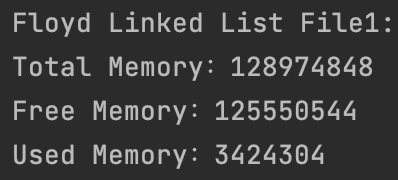 Floyd Linked List File1:
Total Memory: 128974848
Free Memory: 125550544
Used Memory: 3424304